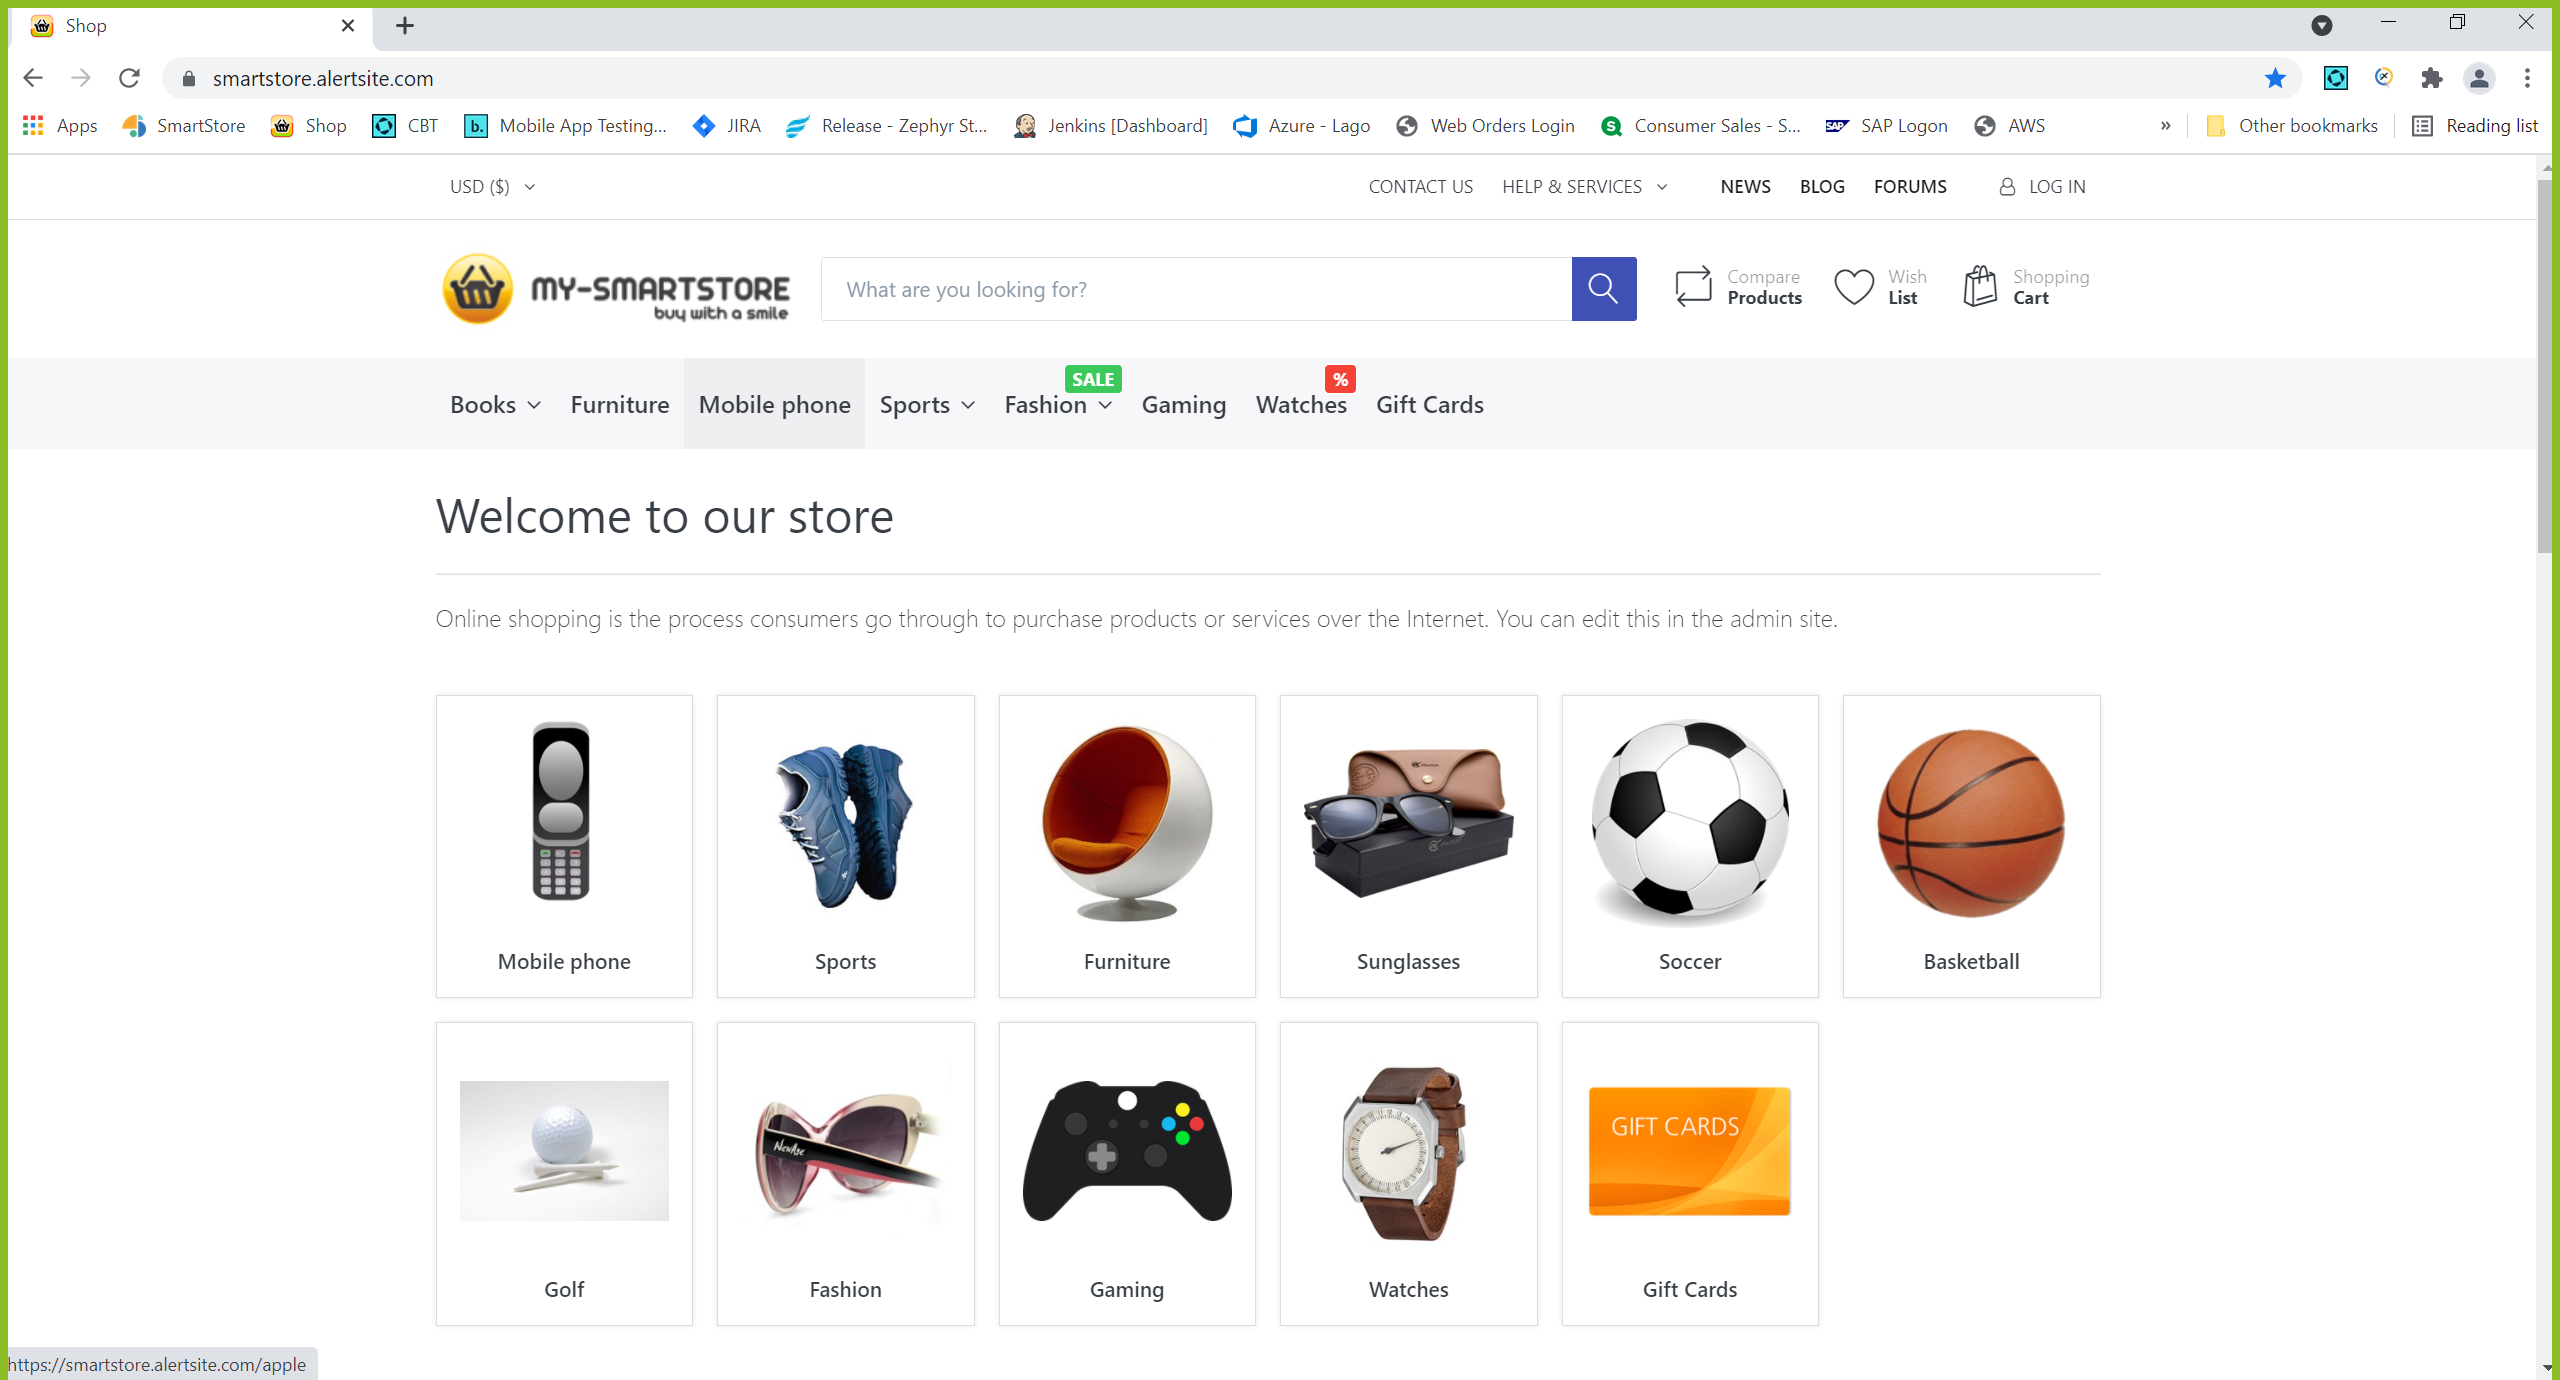 Shop
smartstore.alertsite.com
Apps SmartStore Shop CBT b. Mobile App Testing... JIRA Release - Zephyr St... Jenkins [Dashboard] Azure - Lago Web Orders Login S Consumer Sales - S... SAP SAP Logon AWS » Other bookmarks Reading list
USD ($) CONTACT US HELP & SERVICES NEWS BLOG FORUMS LOG IN
MY-SMARTSTORE
buy with a smile
What are you looking for?
Compare
Products
Wish
List
Shopping
Cart
SALE %
Books Furniture Mobile phone Sports Fashion Gaming Watches Gift Cards
Welcome to our store
Online shopping is the process consumers go through to purchase products or services over the Internet. You can edit this in the admin site.
Mobile phone Sports Furniture Sunglasses Soccer Basketball
NewAge
GIFT CARDS
Golf Fashion Gaming Watches Gift Cards
https://smartstore.alertsite.com/apple